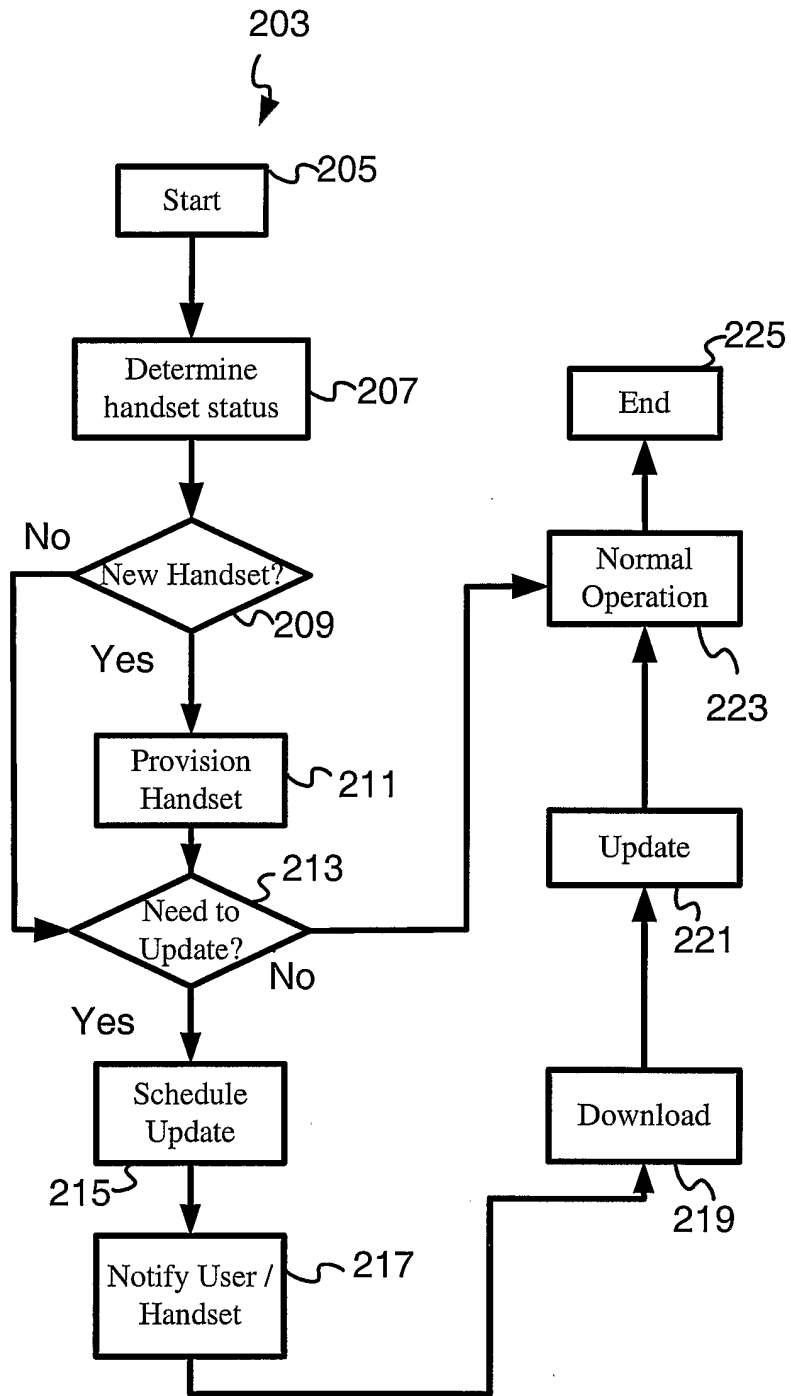 203
205
Start
Determine
handset status
207
No
New Handset?
209
Yes
Provision
Handset
211
213
Need to
Update?
No
Yes
Schedule
Update
215
Notify User /
Handset
217
225
End
Normal
Operation
223
Update
221
Download
219